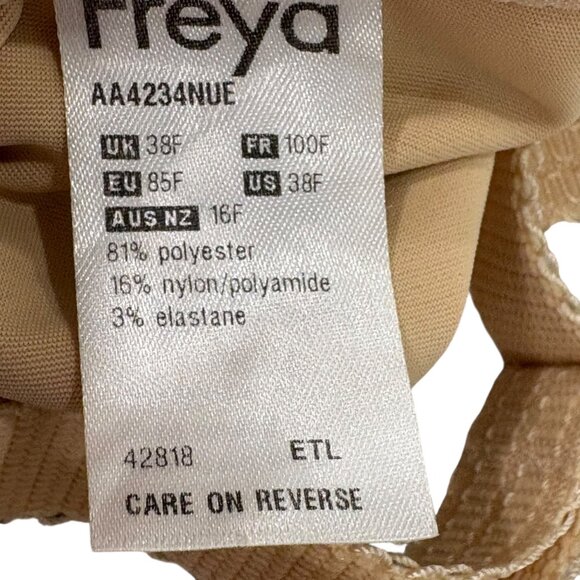 Freya
AA4234NUE
UK 38F FR 100F
EU 85F US 38F
AUS NZ 16F
81% polyester
16% nylon/polyamide
3% elastane
42818 ETL
CARE ON REVERSE